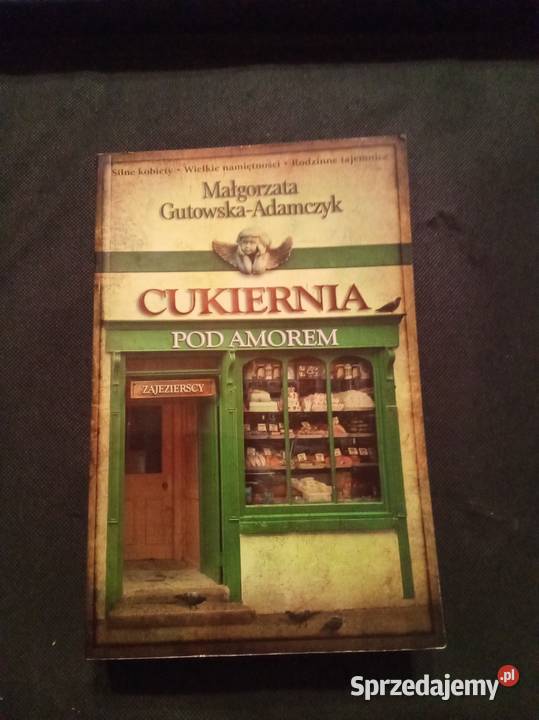 Silne kobiety • Wielkie namiętności • Rodzinne tajemnice
Małgorzata
Gutowska-Adamczyk
CUKIERNIA
POD AMOREM
ZAJEZIERSCY
Sprzedajemy.pl